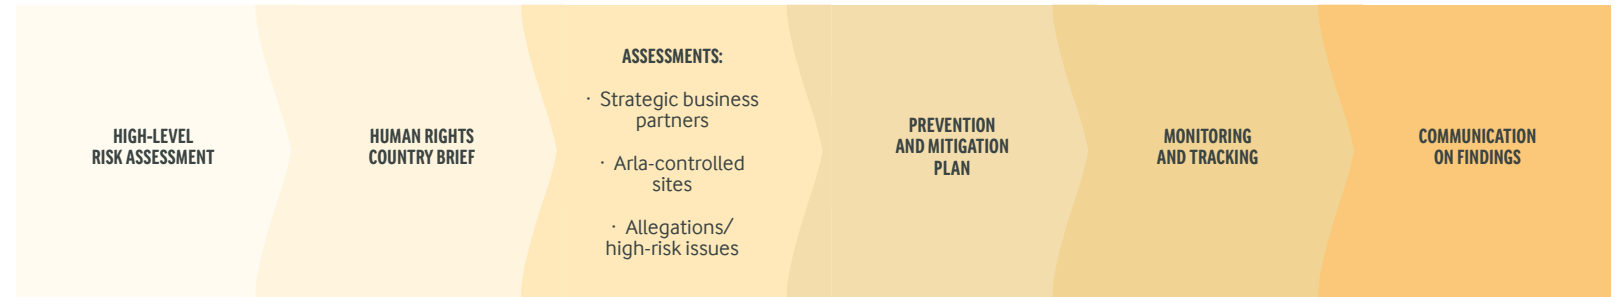 HIGH-LEVEL
RISK ASSESSMENT
HUMAN RIGHTS
COUNTRY BRIEF
ASSESSMENTS:
· Strategic business
partners
· Arla-controlled
sites
· Allegations/
high-risk issues
PREVENTION
AND MITIGATION
PLAN
MONITORING
AND TRACKING
COMMUNICATION
ON FINDINGS